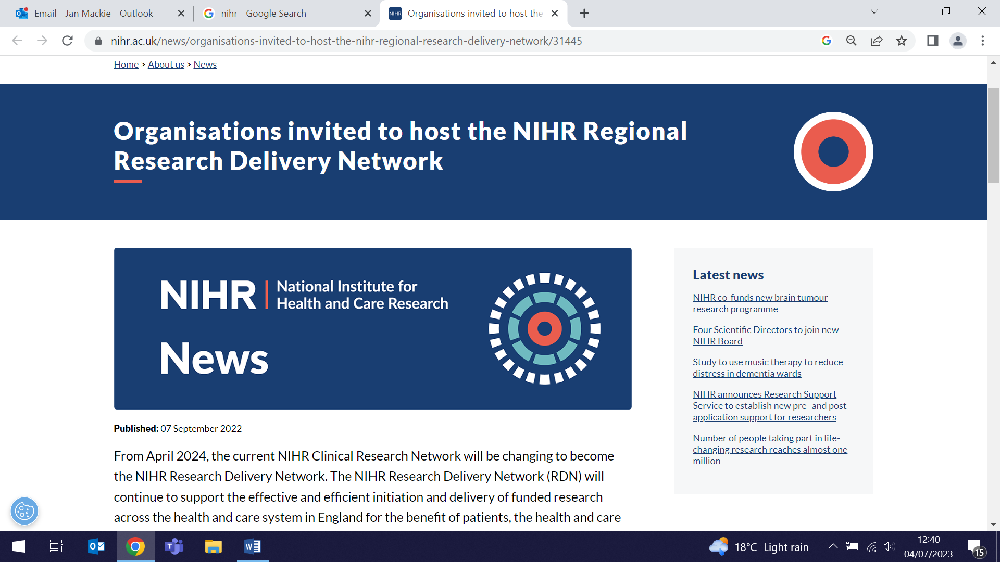 Email - Jan Mackie - Outlook
nihr - Google Search
NIHR
Organisations invited to host the
nihr.ac.uk/news/organisations-invited-to-host-the-nihr-regional-research-delivery-network/31445
Home > About us > News
Organisations invited to host the NIHR Regional
Research Delivery Network
NIHR | National Institute for
Health and Care Research
News
Published: 07 September 2022
From April 2024, the current NIHR Clinical Research Network will be changing to become
the NIHR Research Delivery Network. The NIHR Research Delivery Network (RDN) will
continue to support the effective and efficient initiation and delivery of funded research
across the health and care system in England for the benefit of patients, the health and care
Latest news
NIHR co-funds new brain tumour
research programme
Four Scientific Directors to join new
NIHR Board
Study to use music therapy to reduce
distress in dementia wards
NIHR announces Research Support
Service to establish new pre- and post-
application support for researchers
Number of people taking part in life-
changing research reaches almost one
million
18°C Light rain
12:40
04/07/2023
15